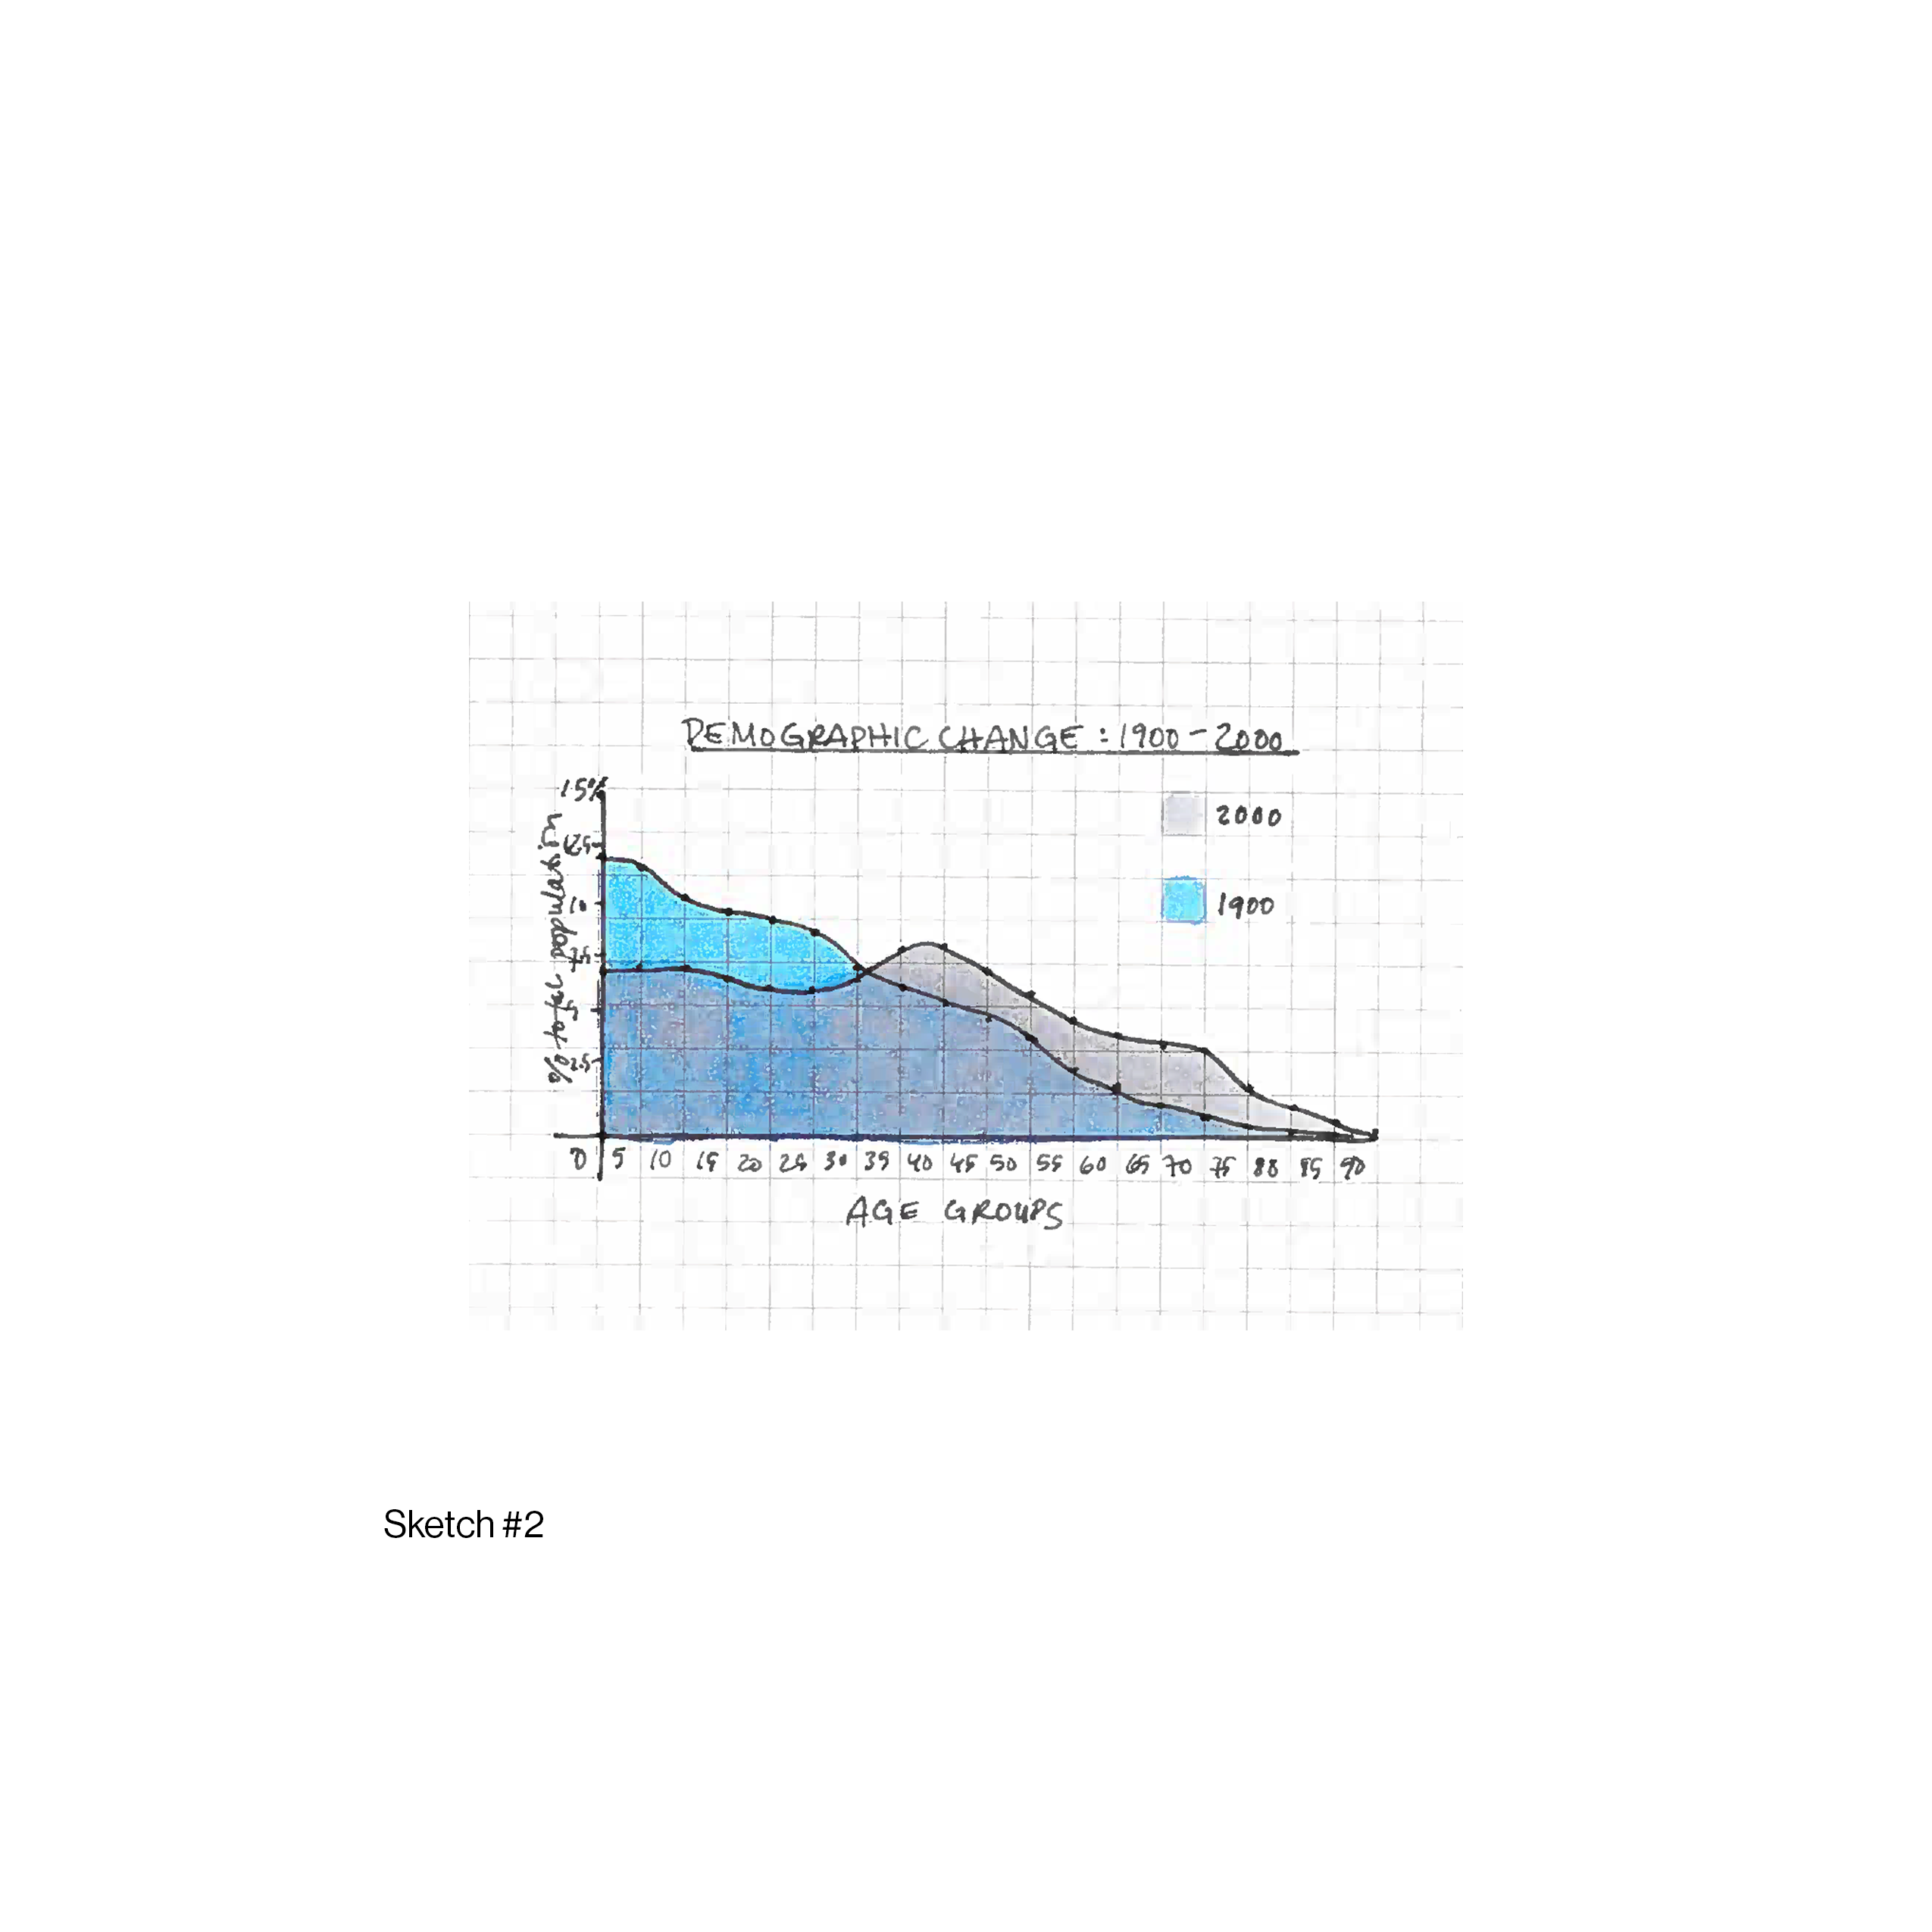 DEMOGRAPHIC CHANGE : 1900 - 2000
15%
12.5
10
7.5
5
2.5
% total population in
2000
1900
0 5 10 15 20 25 30 35 40 45 50 55 60 65 70 75 80 85 90
AGE GROUPS
Sketch #2